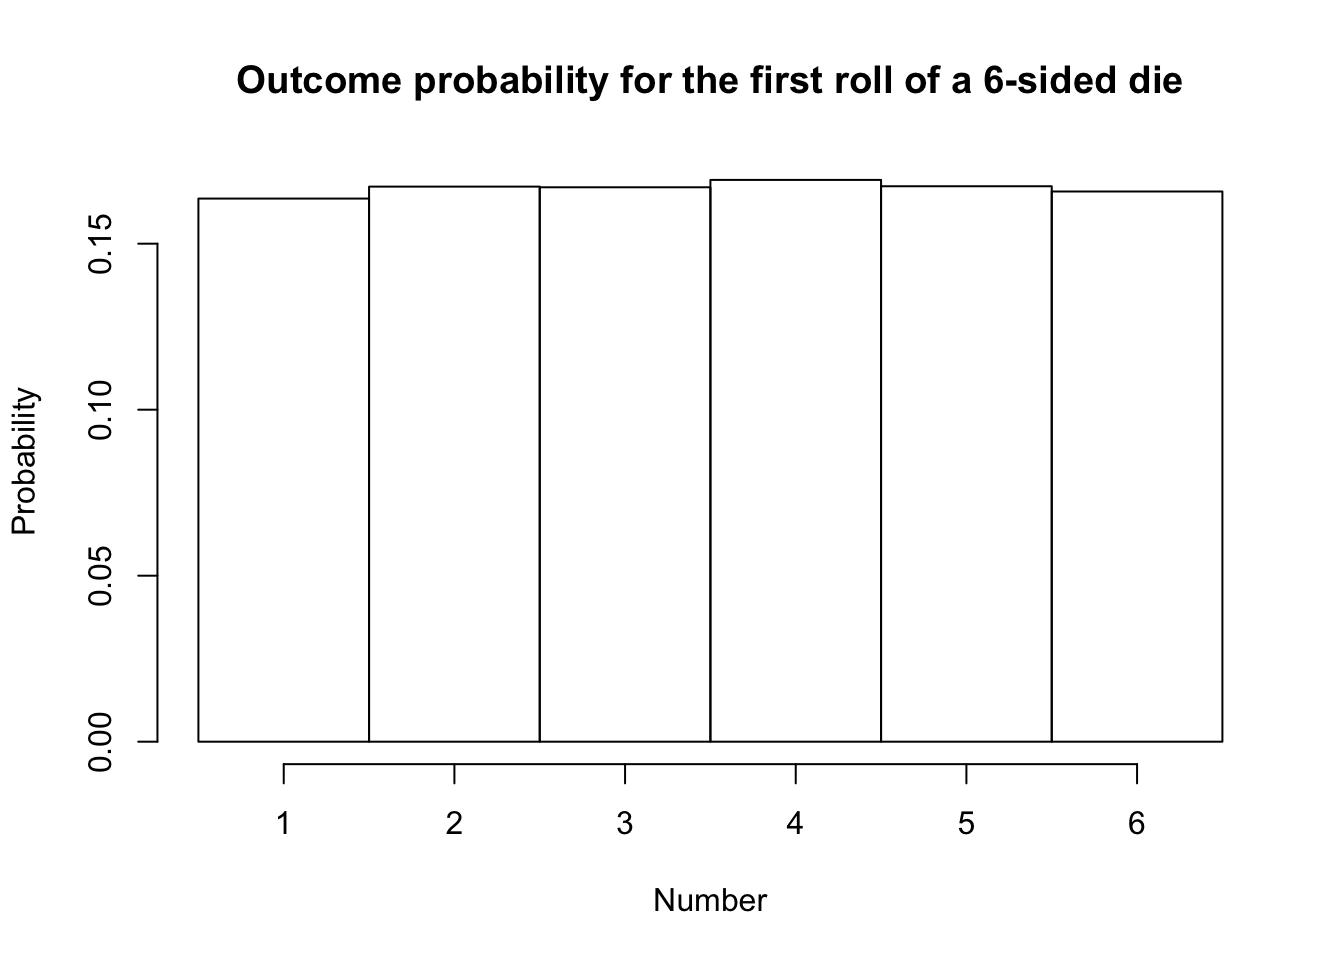 Outcome probability for the first roll of a 6-sided die
0.15
0.10
0.05
0.00
Probability
1 2 3 4 5 6
Number